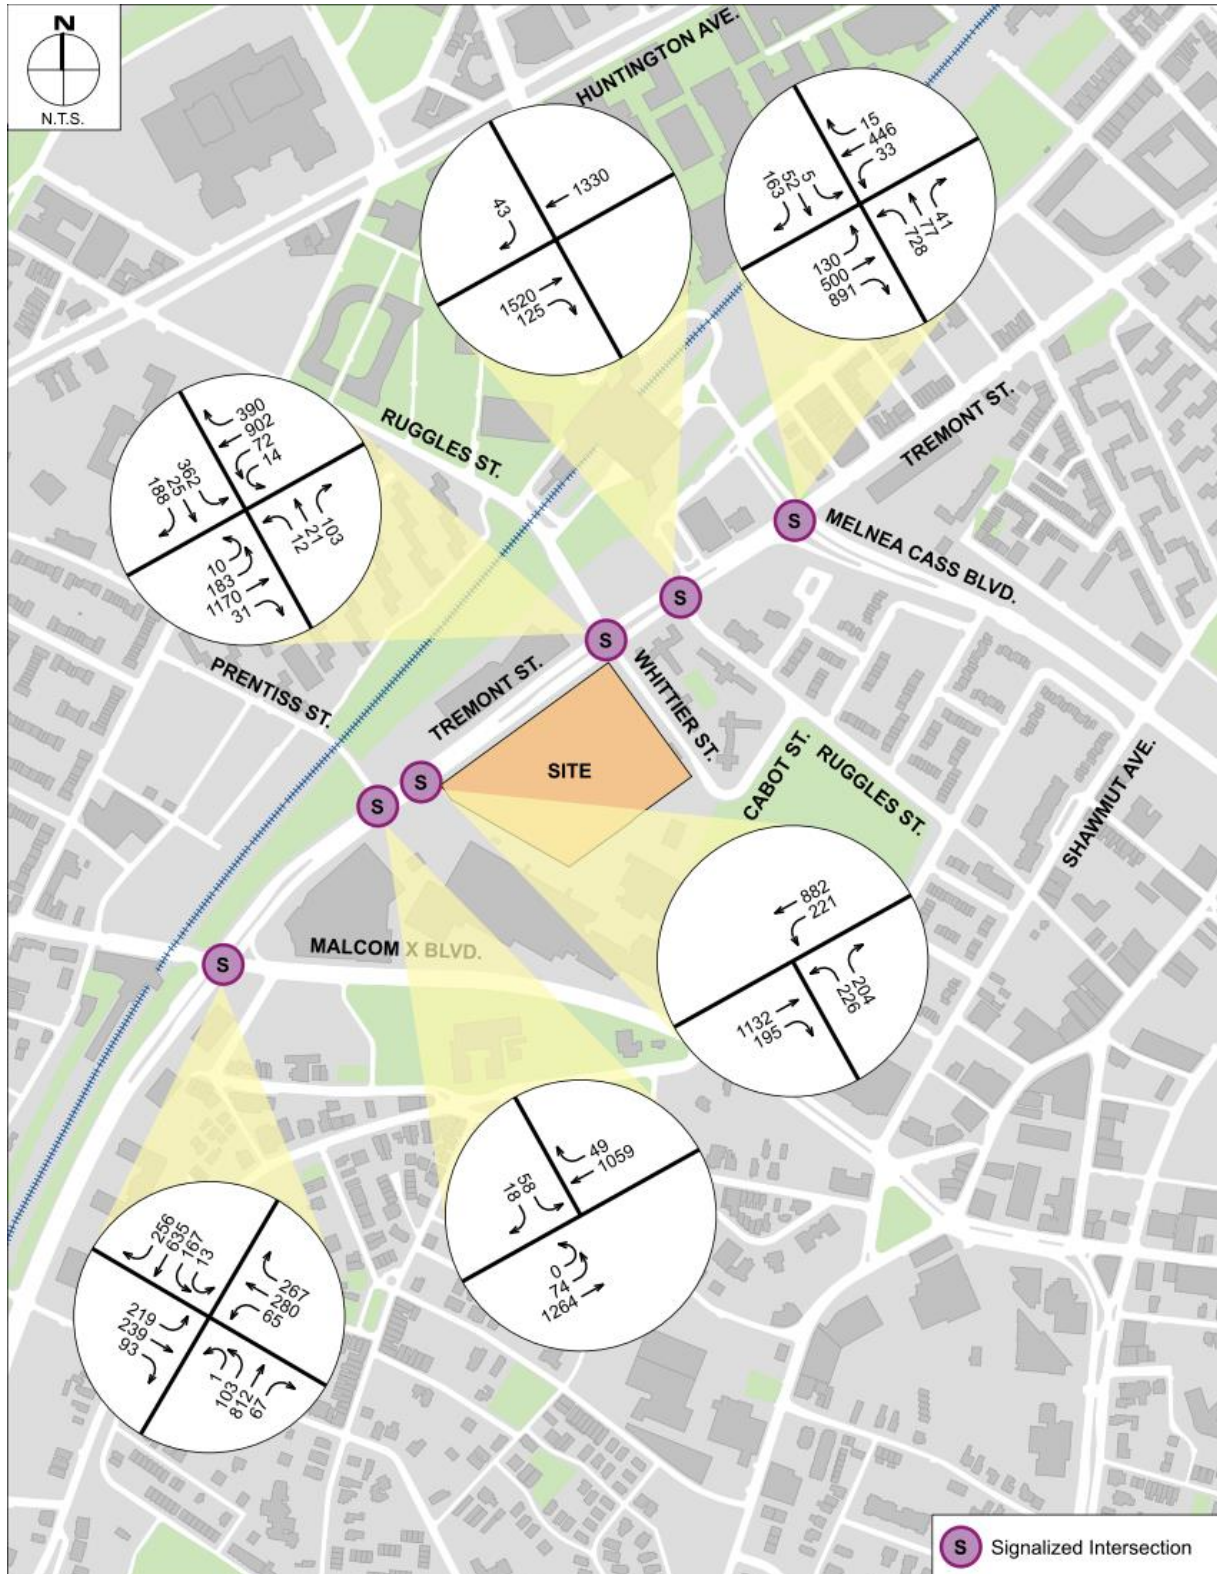 N
N.T.S.
HUNTINGTON AVE.
15
446
33
5
52
163
41
77
728
130
500
891
1330
43
1520
125
RUGGLES ST.
TREMONT ST.
390
902
72
14
362
25
188
103
21
12
10
183
1170
31
S
MELNEA CASS BLVD.
S
S
PRENTISS ST.
TREMONT ST.
WHITTIER ST.
SITE
CABOT ST.
RUGGLES ST.
SHAWMUT AVE.
S
S
882
221
204
226
1132
195
MALCOM X BLVD.
S
49
1059
58
18
0
74
1264
256
635
167
13
267
280
65
219
239
93
1
103
812
67
S Signalized Intersection